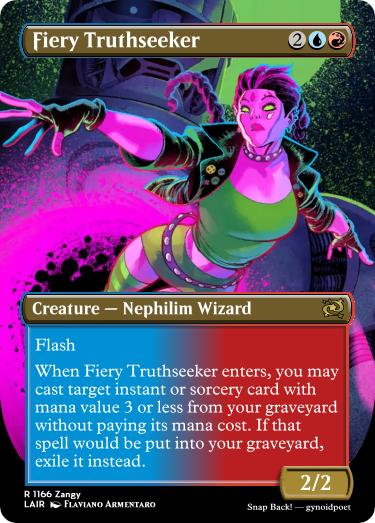 Fiery Truthseeker 2
Creature — Nephilim Wizard
Flash
When Fiery Truthseeker enters, you may
cast target instant or sorcery card with
mana value 3 or less from your graveyard
without paying its mana cost. If that
spell would be put into your graveyard,
exile it instead.
2/2
R 1166 Zangy
LAIR Flaviano Armentaro
Snap Back! — gynoidpoet